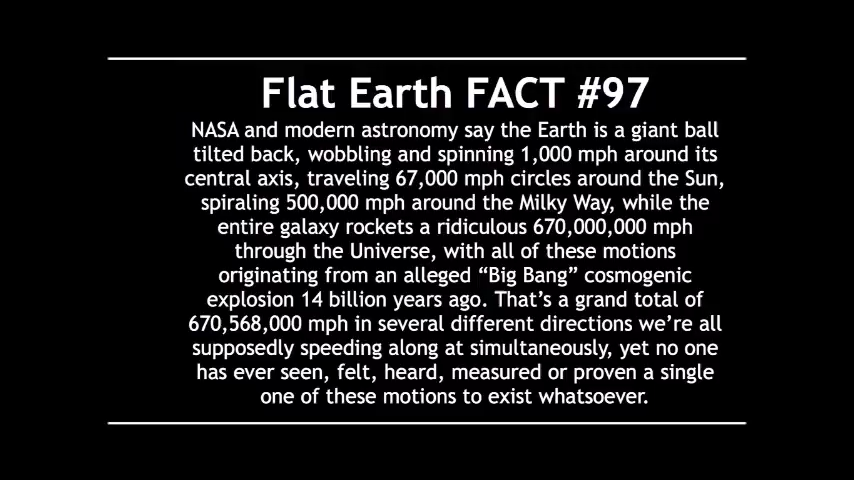 Flat Earth FACT #97
NASA and modern astronomy say the Earth is a giant ball
tilted back, wobbling and spinning 1,000 mph around its
central axis, traveling 67,000 mph circles around the Sun,
spiraling 500,000 mph around the Milky Way, while the
entire galaxy rockets a ridiculous 670,000,000 mph
through the Universe, with all of these motions
originating from an alleged “Big Bang” cosmogenic
explosion 14 billion years ago. That’s a grand total of
670,568,000 mph in several different directions we’re all
supposedly speeding along at simultaneously, yet no one
has ever seen, felt, heard, measured or proven a single
one of these motions to exist whatsoever.